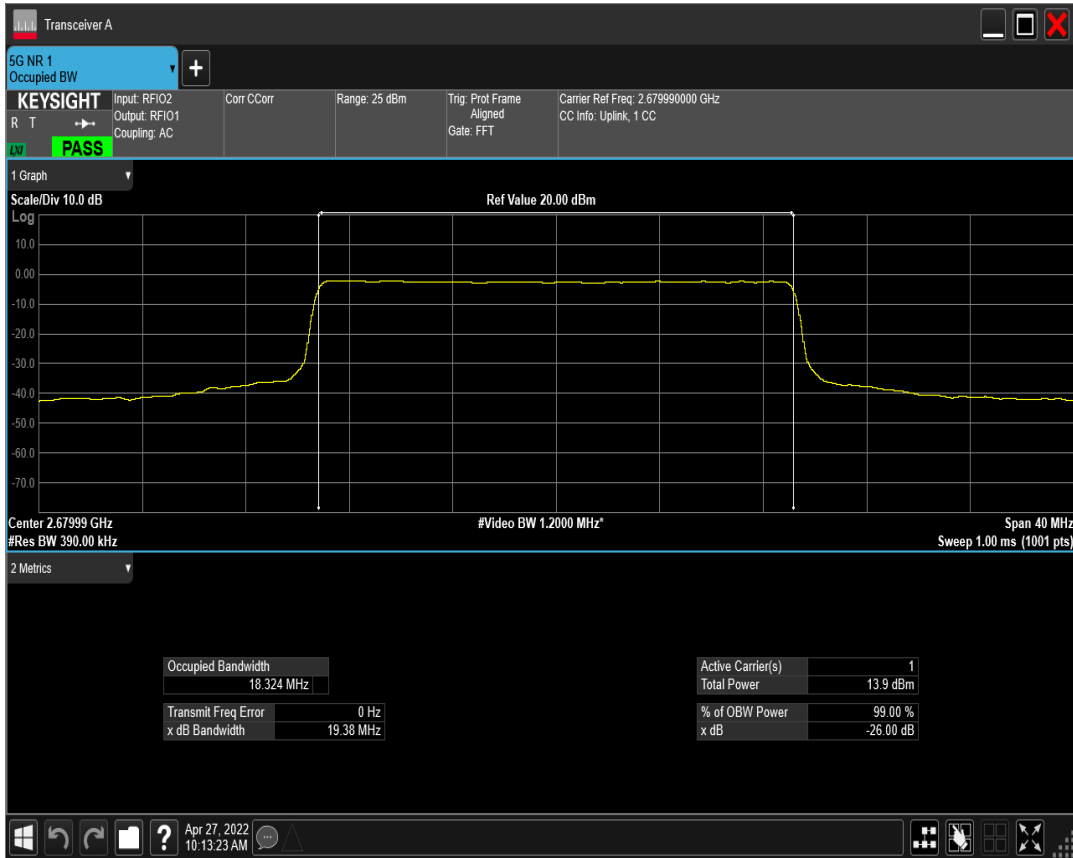 Transceiver A
5G NR 1
Occupied BW
KEYSIGHT
R T
LXI
PASS
Input: RFIO2
Output: RFIO1
Coupling: AC
Corr CCorr
Range: 25 dBm
Trig: Prot Frame
Aligned
Gate: FFT
Carrier Ref Freq: 2.679990000 GHz
CC Info: Uplink, 1 CC
1 Graph
Scale/Div 10.0 dB
Ref Value 20.00 dBm
Log
10.0
0.00
-10.0
-20.0
-30.0
-40.0
-50.0
-60.0
-70.0
Center 2.67999 GHz
#Video BW 1.2000 MHz*
Span 40 MHz
#Res BW 390.00 kHz
Sweep 1.00 ms (1001 pts)
2 Metrics
Occupied Bandwidth
18.324 MHz
Transmit Freq Error 0 Hz
x dB Bandwidth 19.38 MHz
Active Carrier(s) 1
Total Power 13.9 dBm
% of OBW Power 99.00 %
x dB -26.00 dB
?
Apr 27, 2022
10:13:23 AM